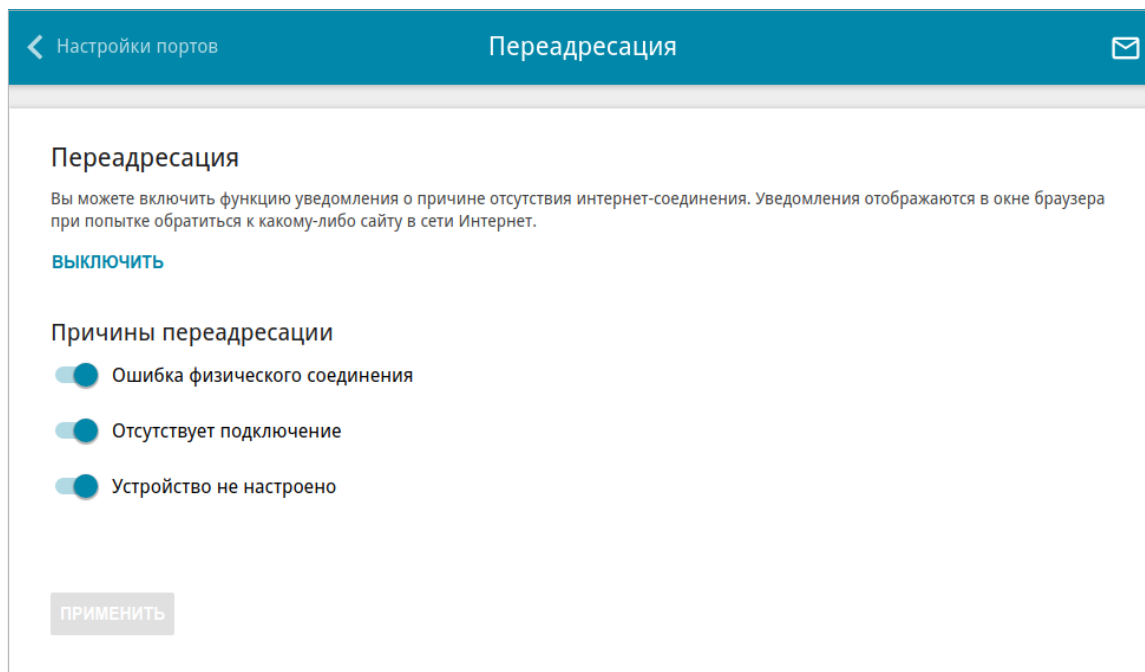 Настройки портов
Переадресация
Переадресация
Вы можете включить функцию уведомления о причине отсутствия интернет-соединения. Уведомления отображаются в окне браузера
при попытке обратиться к какому-либо сайту в сети Интернет.
ВЫКЛЮЧИТЬ
Причины переадресации
Ошибка физического соединения
Отсутствует подключение
Устройство не настроено
ПРИМЕНИТЬ